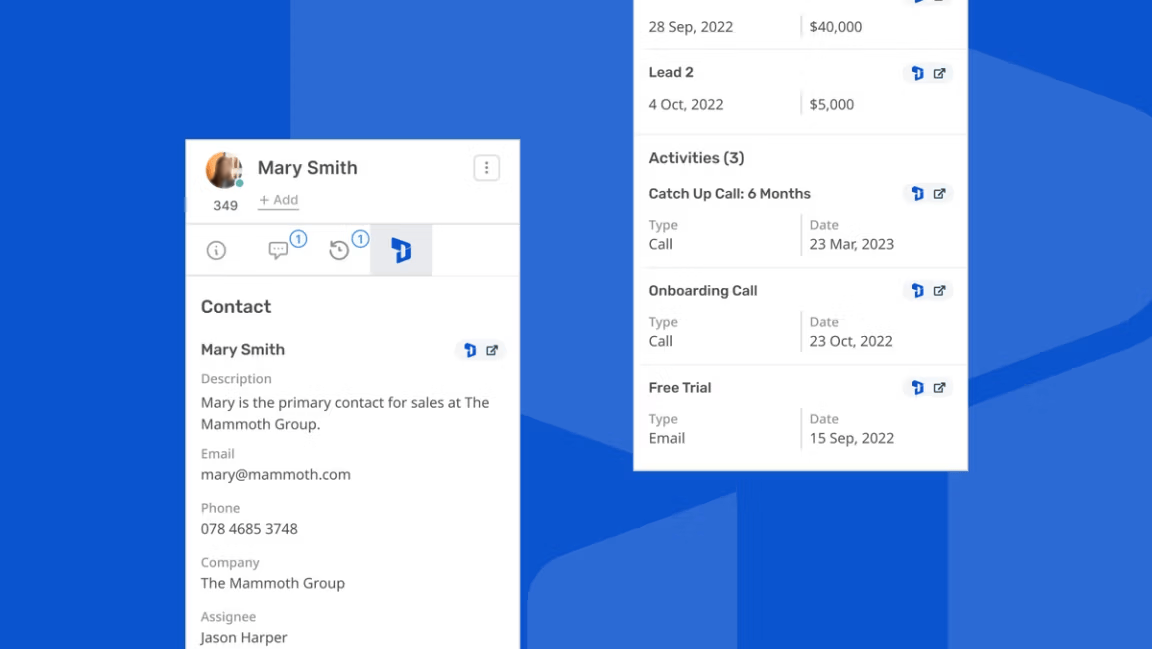 Mary Smith
349
+ Add
1
1
Contact
Mary Smith
Description
Mary is the primary contact for sales at The
Mammoth Group.
Email
mary@mammoth.com
Phone
078 4685 3748
Company
The Mammoth Group
Assignee
Jason Harper
28 Sep, 2022 $40,000
Lead 2
4 Oct, 2022 $5,000
Activities (3)
Catch Up Call: 6 Months
Type Date
Call 23 Mar, 2023
Onboarding Call
Type Date
Call 23 Oct, 2022
Free Trial
Type Date
Email 15 Sep, 2022